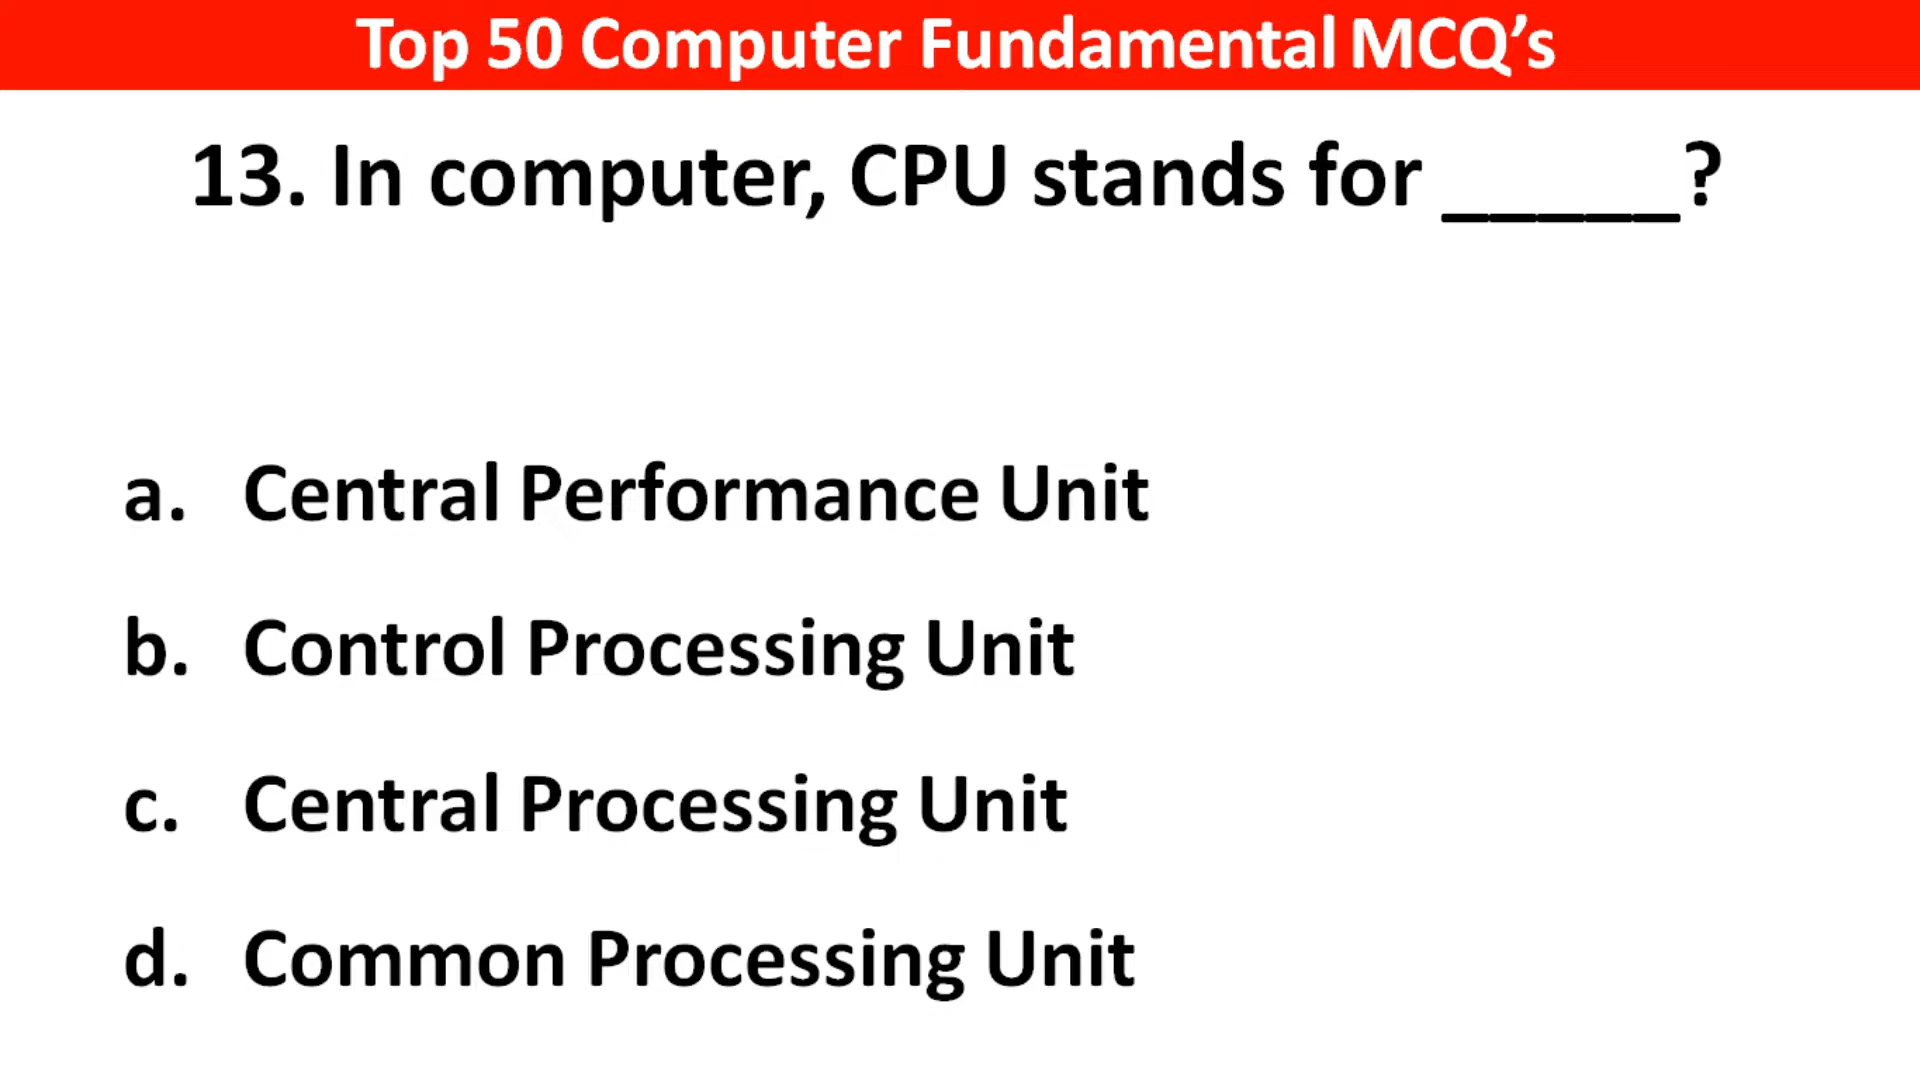 Top 50 Computer Fundamental MCQ’s
13. In computer, CPU stands for _____?
a. Central Performance Unit
b. Control Processing Unit
c. Central Processing Unit
d. Common Processing Unit